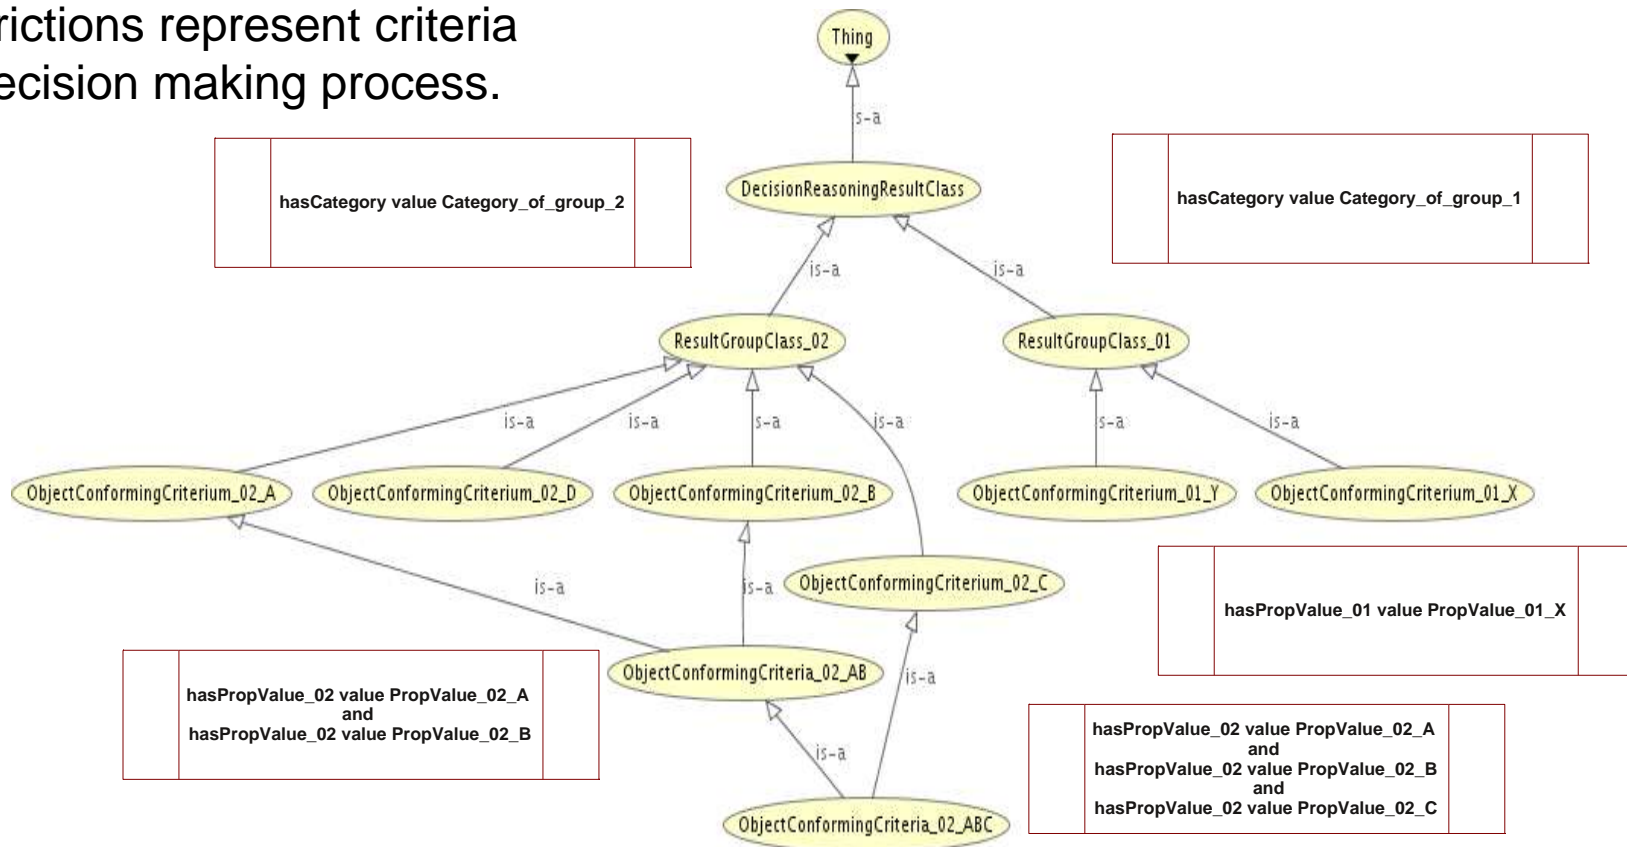 rictions represent criteria
ecision making process.
Thing
s-a
hasCategory value Category_of_group_2
DecisionReasoningResultClass
hasCategory value Category_of_group_1
is-a
is-a
ResultGroupClass_02
ResultGroupClass_01
is-a
is-a
s-a
is-a
s-a
is-a
ObjectConformingCriterium_02_A
ObjectConformingCriterium_02_D
ObjectConformingCriterium_02_B
ObjectConformingCriterium_01_Y
ObjectConformingCriterium_01_X
is-a
is-a
ObjectConformingCriterium_02_C
hasPropValue_01 value PropValue_01_X
ObjectConformingCriteria_02_AB
is-a
hasPropValue_02 value PropValue_02_A
and
hasPropValue_02 value PropValue_02_B
is-a
hasPropValue_02 value PropValue_02_A
and
hasPropValue_02 value PropValue_02_B
and
hasPropValue_02 value PropValue_02_C
ObjectConformingCriteria_02_ABC